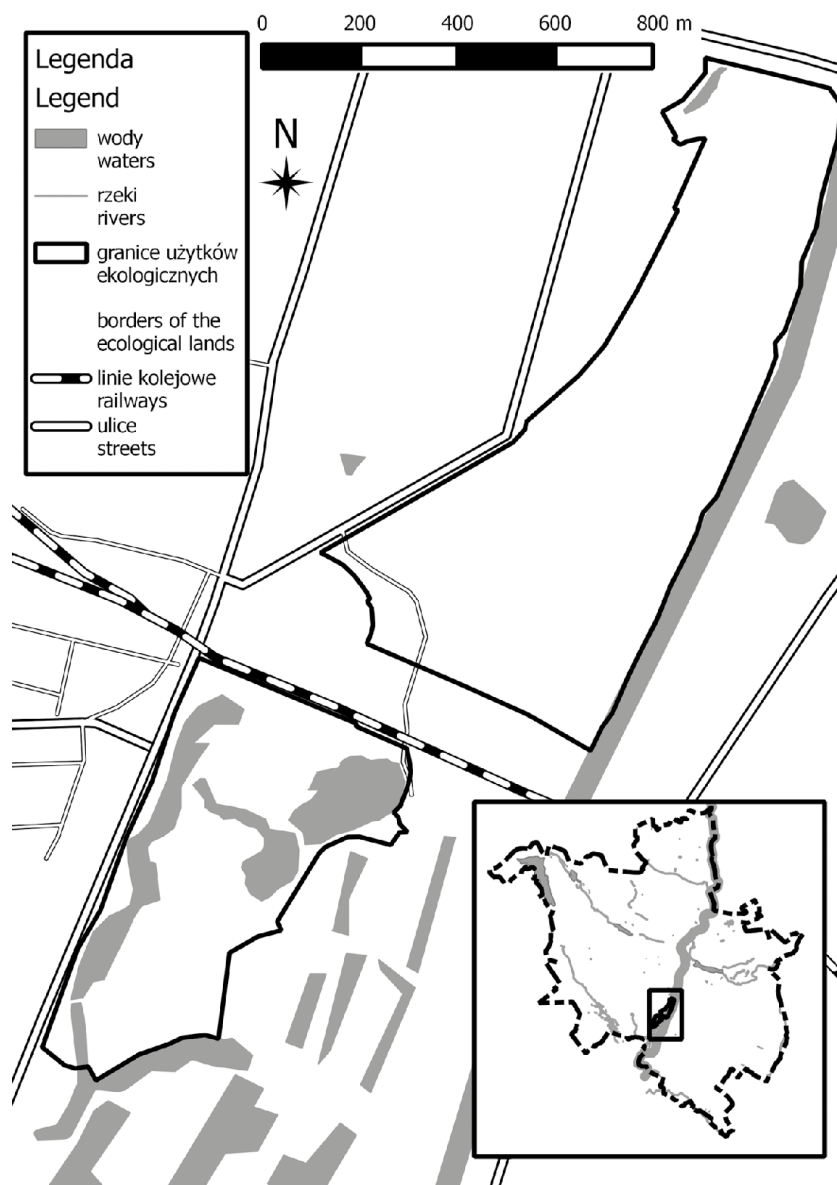 0 200 400 600 800 m
Legenda
Legend
wody
waters
rzeki
rivers
granice użytków
ekologicznych
borders of the
ecological lands
linie kolejowe
railways
ulice
streets
N